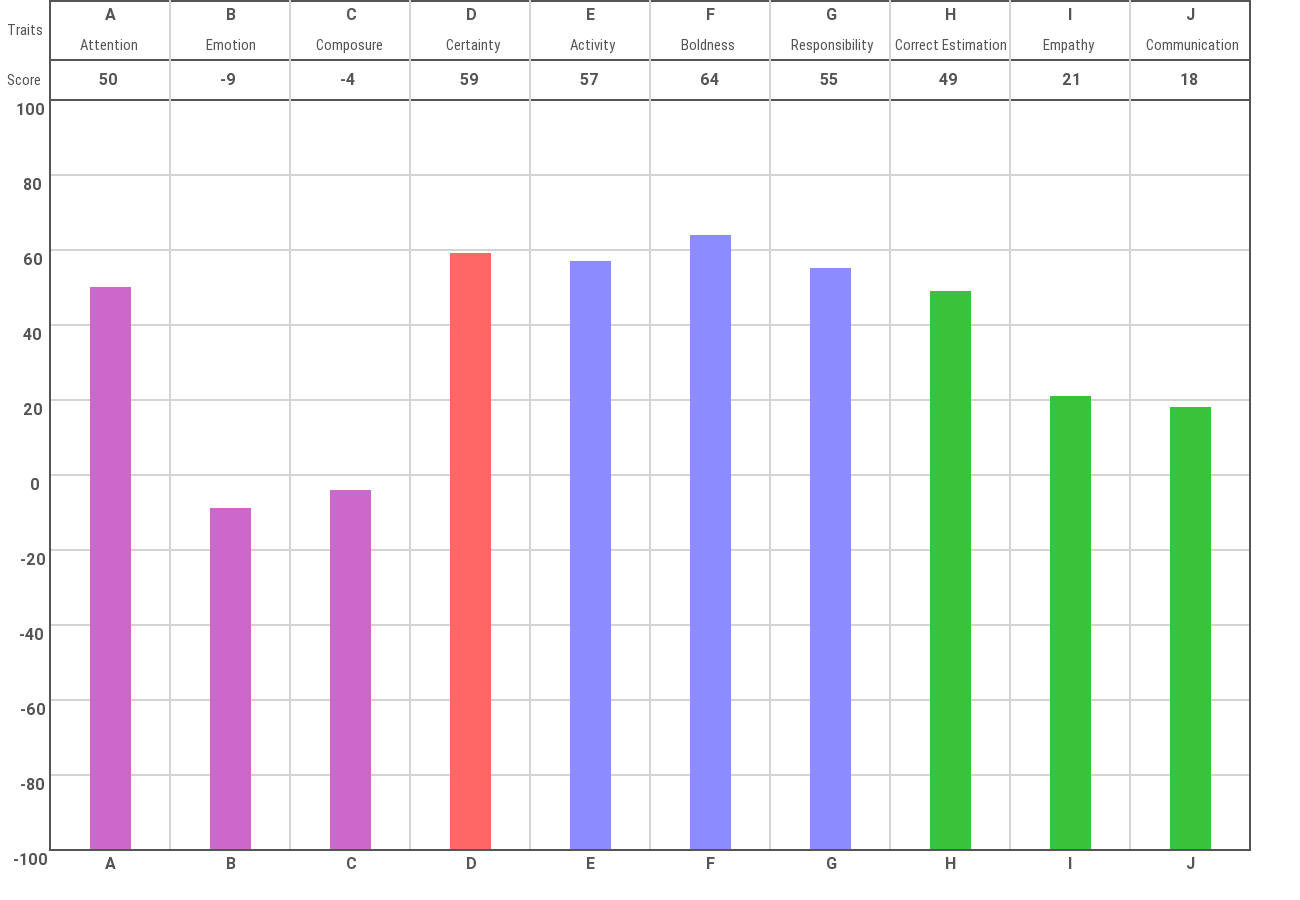 A B C D E F G H I J
Traits Attention Emotion Composure Certainty Activity Boldness Responsibility Correct Estimation Empathy Communication
Score 50 -9 -4 59 57 64 55 49 21 18
100
80
60
40
20
0
-20
-40
-60
-80
-100
A B C D E F G H I J